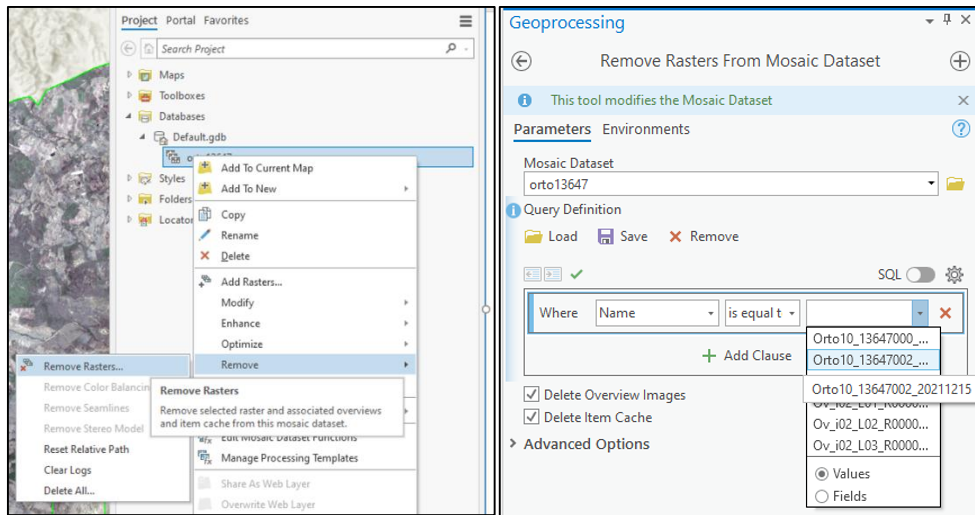 Project Portal Favorites
Search Project
Maps
Toolboxes
Databases
Default.gdb
Add To Current Map
Styles
Add To New
Folders
Locator
Copy
Rename
Delete
Add Rasters...
Modify
Enhance
Optimize
Remove
Remove Rasters...
Remove Color Balancin
Remove Seamlines
Remove Stereo Model
Reset Relative Path
Clear Logs
Delete All...
Remove Rasters
Remove selected raster and associated overviews
and item cache from this mosaic dataset.
Edit Mosaic Dataset Functions
Manage Processing Templates
Share As Web Layer
Overwrite Web Layer
Geoprocessing
Remove Rasters From Mosaic Dataset
This tool modifies the Mosaic Dataset
Parameters Environments
Mosaic Dataset
orto13647
Query Definition
Load Save Remove
SQL
Where Name is equal t
Orto10_13647000_...
Add Clause Orto10_13647002_...
Orto10_13647002_20211215
Delete Overview Images
Delete Item Cache
Ov_i02_L02_R0000...
Advanced Options Ov_i02_L03_R0000...
Values
Fields